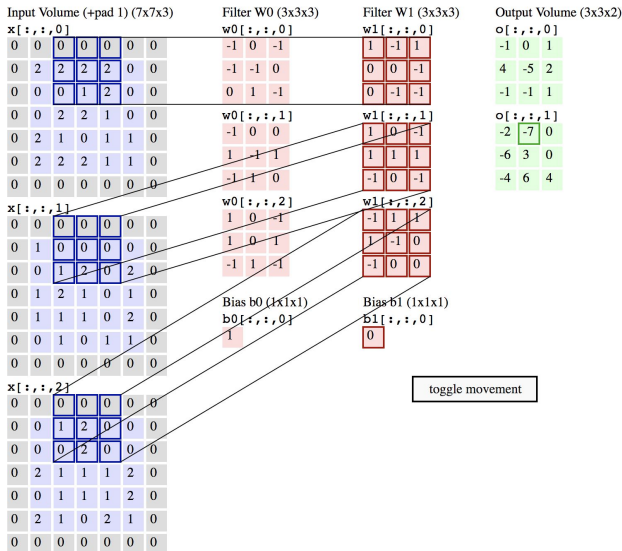 Input Volume (+pad 1) (7x7x3)
x[:,:,0]
0 0 0 0 0 0 0
0 2 2 2 2 0 0
0 0 0 1 2 0 0
0 0 2 2 1 0 0
0 2 1 0 1 1 0
0 2 2 2 1 1 0
0 0 0 0 0 0 0
x[:,:,1]
0 0 0 0 0 0 0
0 1 0 0 0 0 0
0 0 1 2 0 2 0
0 1 2 1 0 1 0
0 1 1 1 0 2 0
0 0 1 0 1 1 0
0 0 0 0 0 0 0
x[:,:,2]
0 0 0 0 0 0 0
0 0 1 2 0 0 0
0 0 0 2 0 0 0
0 2 1 1 1 2 0
0 0 1 1 1 2 0
0 2 1 0 2 1 0
0 0 0 0 0 0 0
Filter W0 (3x3x3)
w0[:,:,0]
-1 0 -1
-1 -1 0
0 1 -1
w0[:,:,1]
-1 0 0
1 -1 1
-1 1 0
w0[:,:,2]
1 0 -1
1 0 1
-1 1 -1
Bias b0 (1x1x1)
b0[:,:,0]
1
Filter W1 (3x3x3)
w1[:,:,0]
1 -1 1
0 0 -1
0 -1 -1
w1[:,:,1]
1 0 -1
1 1 1
-1 0 -1
w1[:,:,2]
-1 1 1
1 -1 0
-1 0 0
Bias b1 (1x1x1)
b1[:,:,0]
0
Output Volume (3x3x2)
o[:,:,0]
-1 0 1
4 -5 2
-1 -1 1
o[:,:,1]
-2 -7 0
-6 3 0
-4 6 4
toggle movement